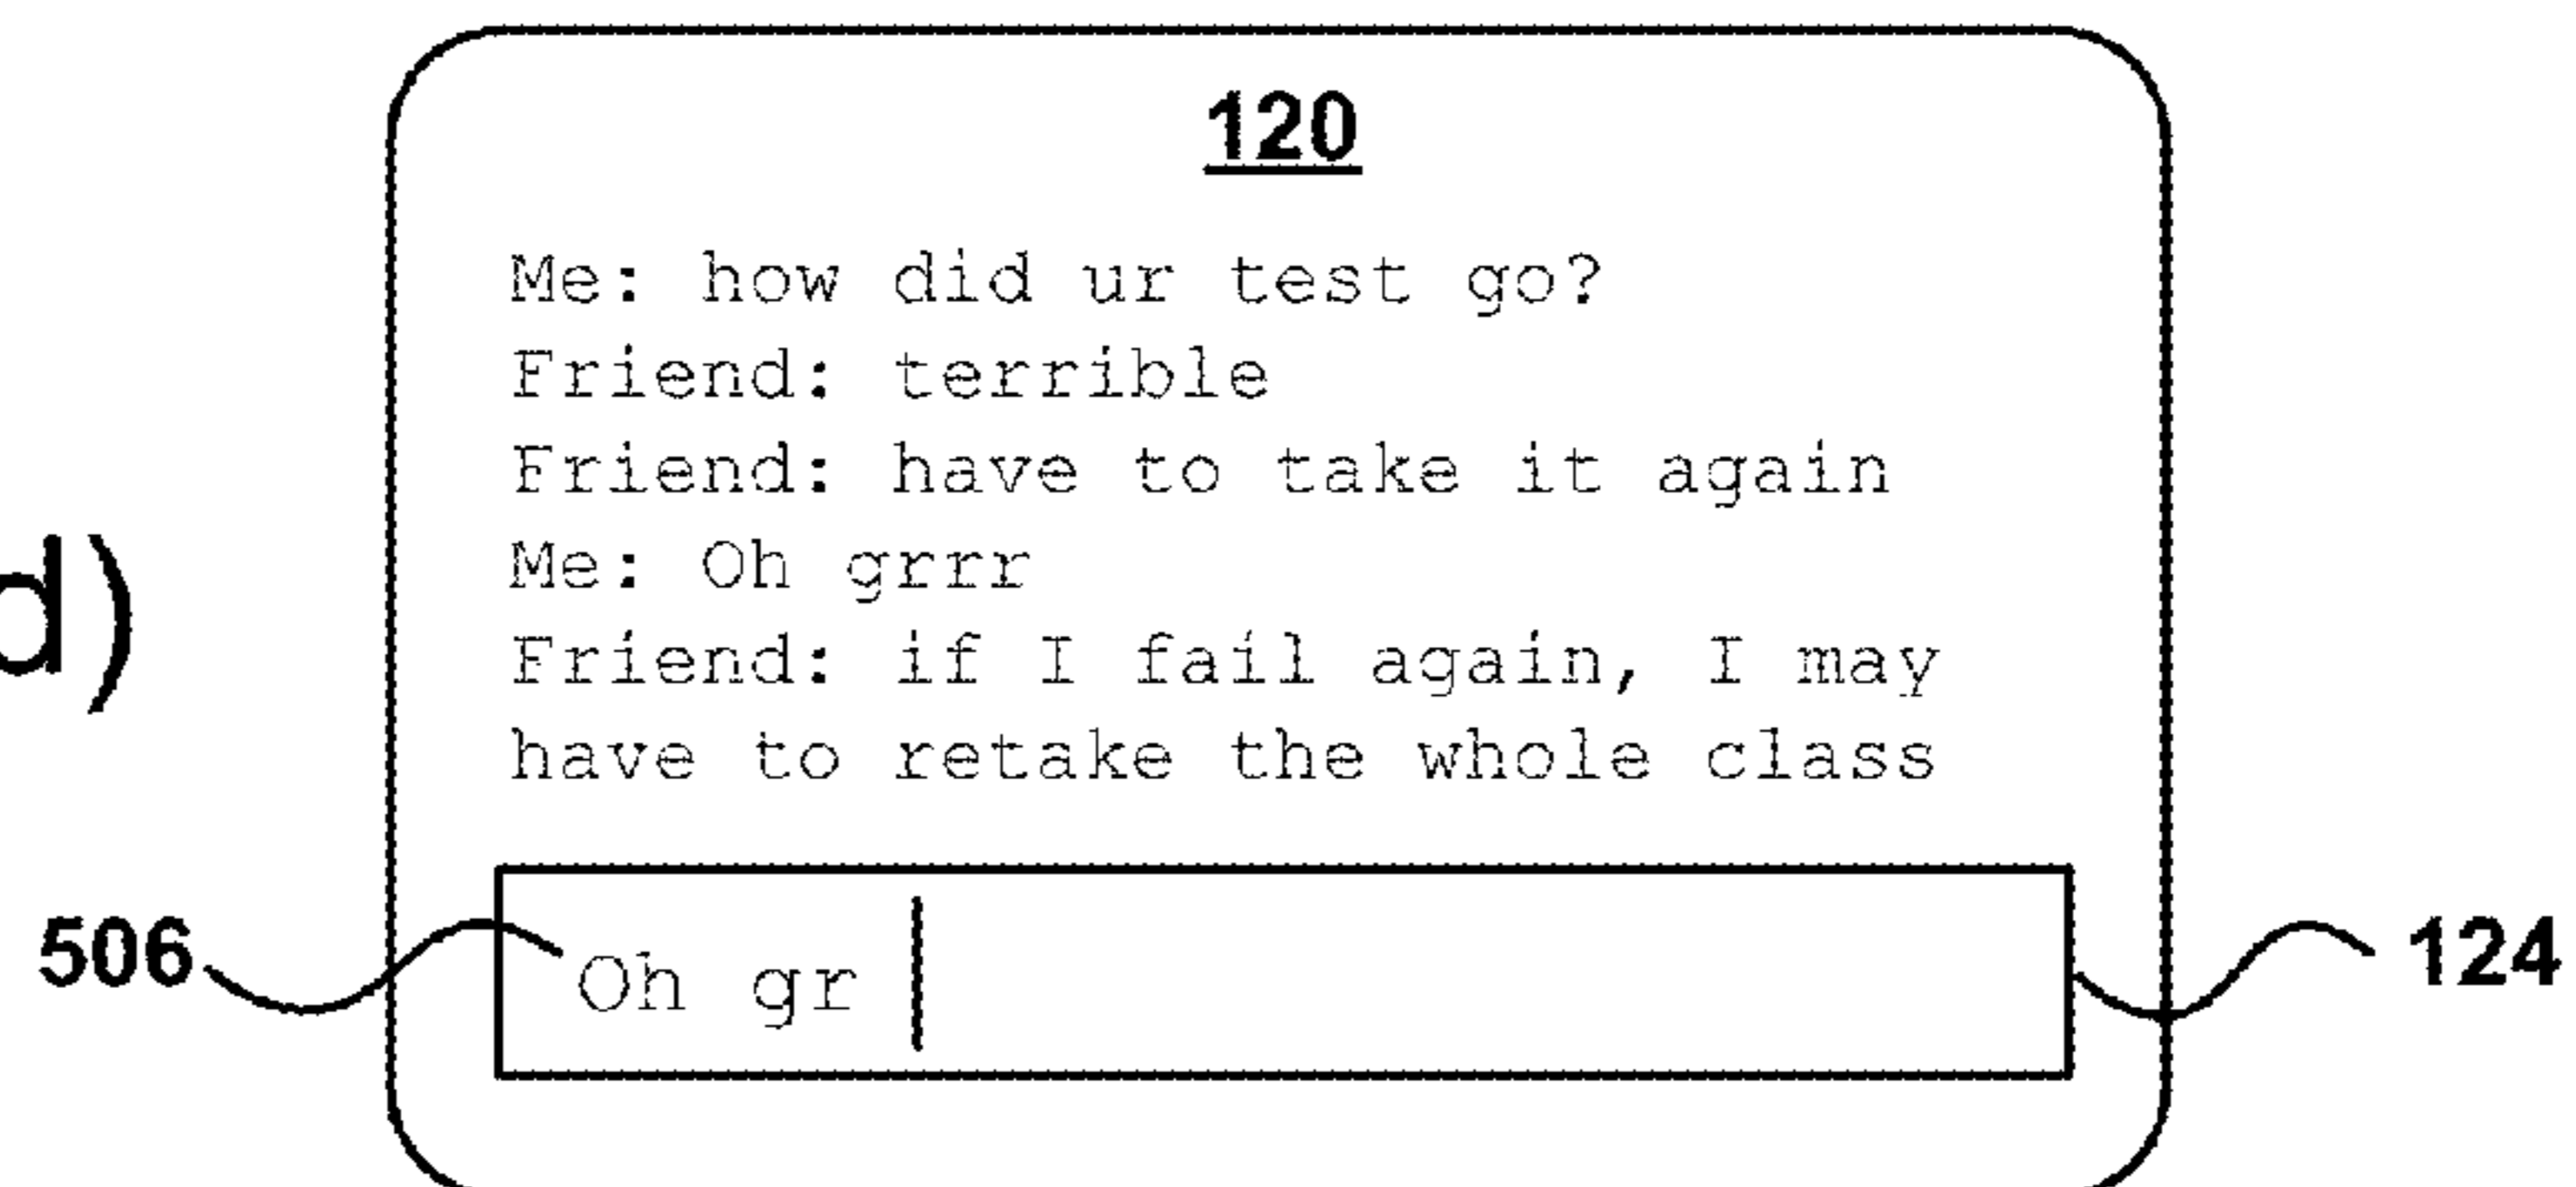 120
Me: how did ur test go?
Friend: terrible
Friend: have to take it again
Me: Oh grrr
Friend: if I fail again, I may
have to retake the whole class
d)
506
Oh gr
124